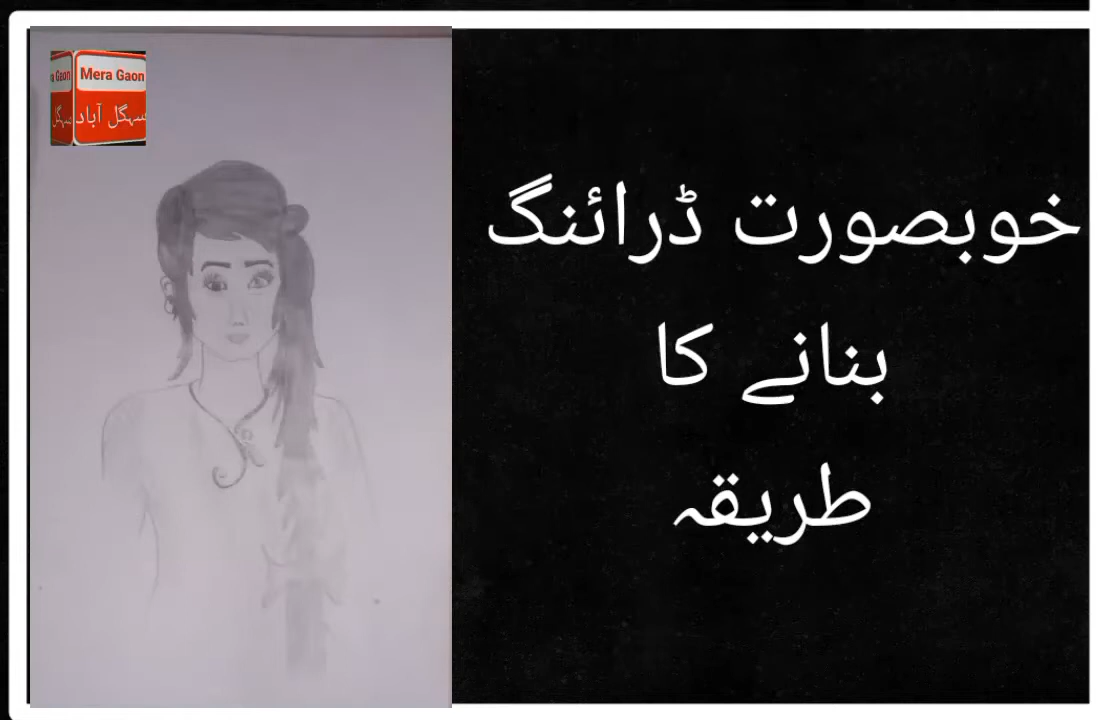 Mera Gaon
سہگل آباد
خوبصورت ڈرائنگ
بنانے کا
طریقہ